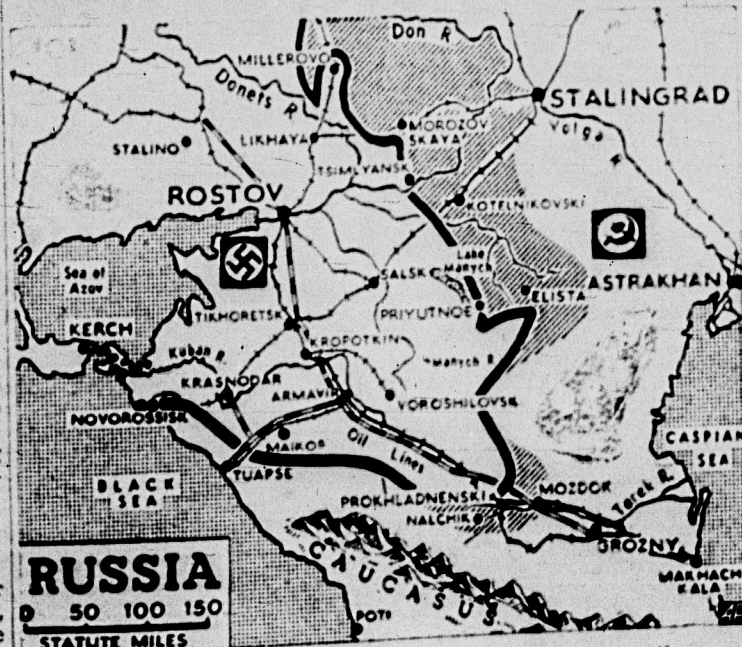 Don R
MILLEROVO
Donets R
STALINGRAD
Volga R
STALINO
LIKHAYA
MOROZOV
SKAYA
TSIMLYANSK
ROSTOV
KOTELNIKOVSKI
Sea of
Azov
Lake
Manych
SALSK
ELISTA
ASTRAKHAN
PRIYUTNOE
TIKHORETSK
KERCH
KROPOTKIN
Kuban R.
Manych R
KRASNODAR
ARMAVIR
VOROSHILOVSK
NOVOROSSISK
MAIKOP
Oil Lines
CASPIAN
SEA
BLACK
SEA
TUAPSE
PROKHLADNENSKI
MOZDOK
Terek R.
NALCHIK
GROZNY
CAUCASUS
MAKHACH
KALA
RUSSIA
0 50 100 150
STATUTE MILES
POTI